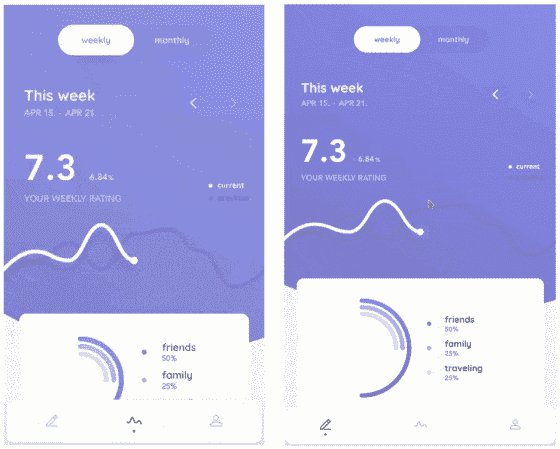 weekly monthly
This week
APR 15. - APR 21.
7.3 6.84%
YOUR WEEKLY RATING
current
previous
friends
50%
family
25%
weekly monthly
This week
APR 15. - APR 21.
7.3 6.84%
YOUR WEEKLY RATING
current
friends
50%
family
25%
traveling
25%